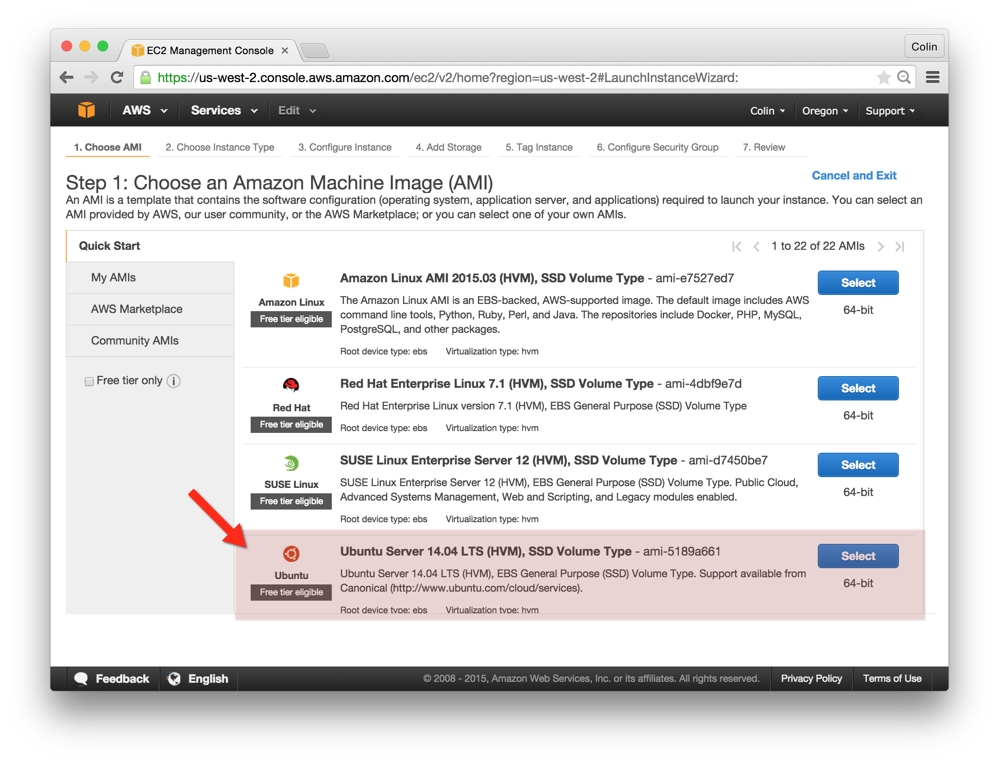 EC2 Management Console
Colin
https://us-west-2.console.aws.amazon.com/ec2/v2/home?region=us-west-2#LaunchInstanceWizard:
AWS Services Edit Colin Oregon Support
1. Choose AMI 2. Choose Instance Type 3. Configure Instance 4. Add Storage 5. Tag Instance 6. Configure Security Group 7. Review
Step 1: Choose an Amazon Machine Image (AMI)
Cancel and Exit
An AMI is a template that contains the software configuration (operating system, application server, and applications) required to launch your instance. You can select an
AMI provided by AWS, our user community, or the AWS Marketplace; or you can select one of your own AMIs.
Quick Start
My AMIs
AWS Marketplace
Community AMIs
Free tier only
1 to 22 of 22 AMIs
Amazon Linux
Free tier eligible
Amazon Linux AMI 2015.03 (HVM), SSD Volume Type - ami-e7527ed7
The Amazon Linux AMI is an EBS-backed, AWS-supported image. The default image includes AWS
command line tools, Python, Ruby, Perl, and Java. The repositories include Docker, PHP, MySQL,
PostgreSQL, and other packages.
Root device type: ebs Virtualization type: hvm
Select
64-bit
Red Hat
Free tier eligible
Red Hat Enterprise Linux 7.1 (HVM), SSD Volume Type - ami-4dbf9e7d
Red Hat Enterprise Linux version 7.1 (HVM), EBS General Purpose (SSD) Volume Type
Root device type: ebs Virtualization type: hvm
Select
64-bit
SUSE Linux
Free tier eligible
SUSE Linux Enterprise Server 12 (HVM), SSD Volume Type - ami-d7450be7
SUSE Linux Enterprise Server 12 (HVM), EBS General Purpose (SSD) Volume Type. Public Cloud,
Advanced Systems Management, Web and Scripting, and Legacy modules enabled.
Root device type: ebs Virtualization type: hvm
Select
64-bit
Ubuntu
Free tier eligible
Ubuntu Server 14.04 LTS (HVM), SSD Volume Type - ami-5189a661
Ubuntu Server 14.04 LTS (HVM), EBS General Purpose (SSD) Volume Type. Support available from
Canonical (http://www.ubuntu.com/cloud/services).
Root device type: ebs Virtualization type: hvm
Select
64-bit
Feedback English © 2008 - 2015, Amazon Web Services, Inc. or its affiliates. All rights reserved. Privacy Policy Terms of Use